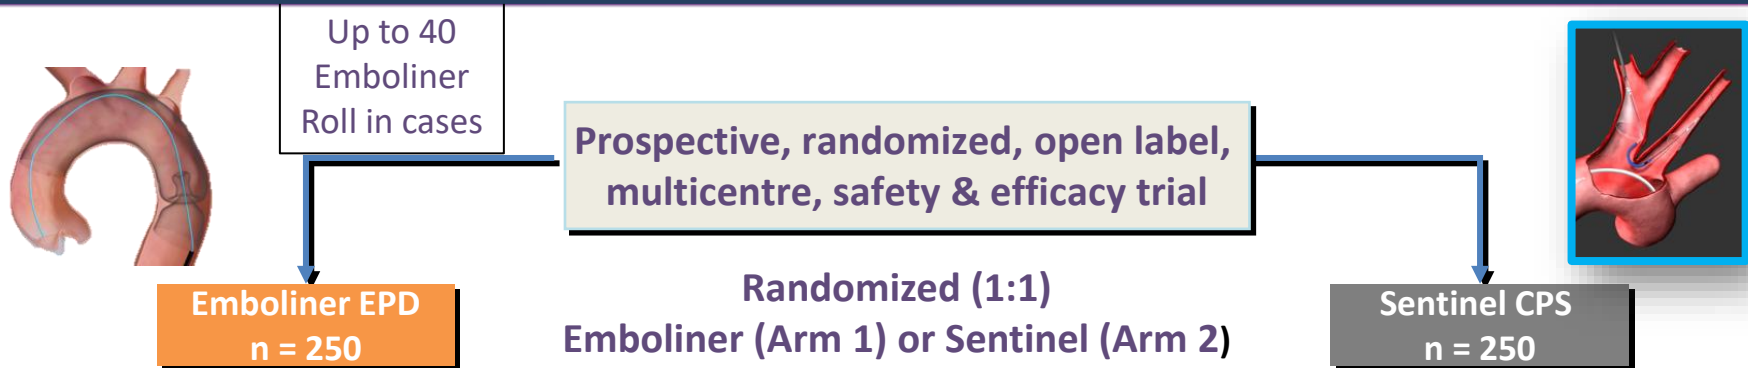 Up to 40
Emboliner
Roll in cases
Prospective, randomized, open label,
multicentre, safety & efficacy trial
Randomized (1:1)
Emboliner (Arm 1) or Sentinel (Arm 2)
Emboliner EPD
n = 250
Sentinel CPS
n = 250